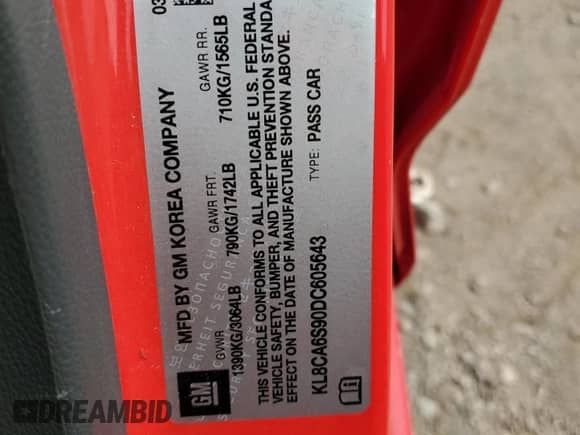 03
MFD BY GM KOREA COMPANY
GVWR GAWR FRT. GAWR RR.
1390KG/3064LB 790KG/1742LB 710KG/1565LB
THIS VEHICLE CONFORMS TO ALL APPLICABLE U.S. FEDERAL
VEHICLE SAFETY, BUMPER, AND THEFT PREVENTION STANDA
EFFECT ON THE DATE OF MANUFACTURE SHOWN ABOVE.
KL8CA6S90DC605643 TYPE: PASS CAR
GM
DREAMBID